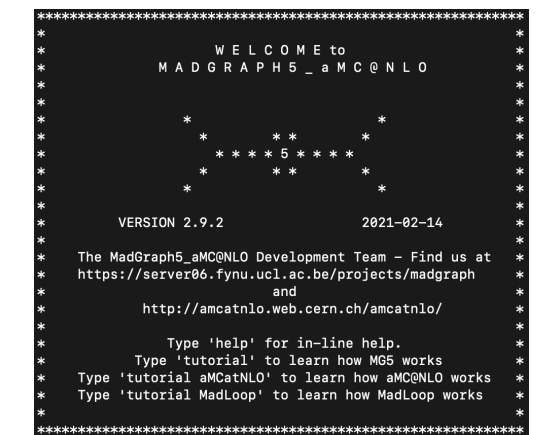 ************************************************************
* *
* W E L C O M E to *
* M A D G R A P H 5 _ a M C @ N L O *
* *
* *
* * * *
* * * * * *
* * * * * 5 * * * * *
* * * * * *
* * * *
* *
* VERSION 2.9.2 2021-02-14 *
* *
* The MadGraph5_aMC@NLO Development Team - Find us at *
* https://server06.fynu.ucl.ac.be/projects/madgraph *
* and *
* http://amcatnlo.web.cern.ch/amcatnlo/ *
* *
* Type 'help' for in-line help. *
* Type 'tutorial' to learn how MG5 works *
* Type 'tutorial aMCatNLO' to learn how aMC@NLO works *
* Type 'tutorial MadLoop' to learn how MadLoop works *
* *
************************************************************